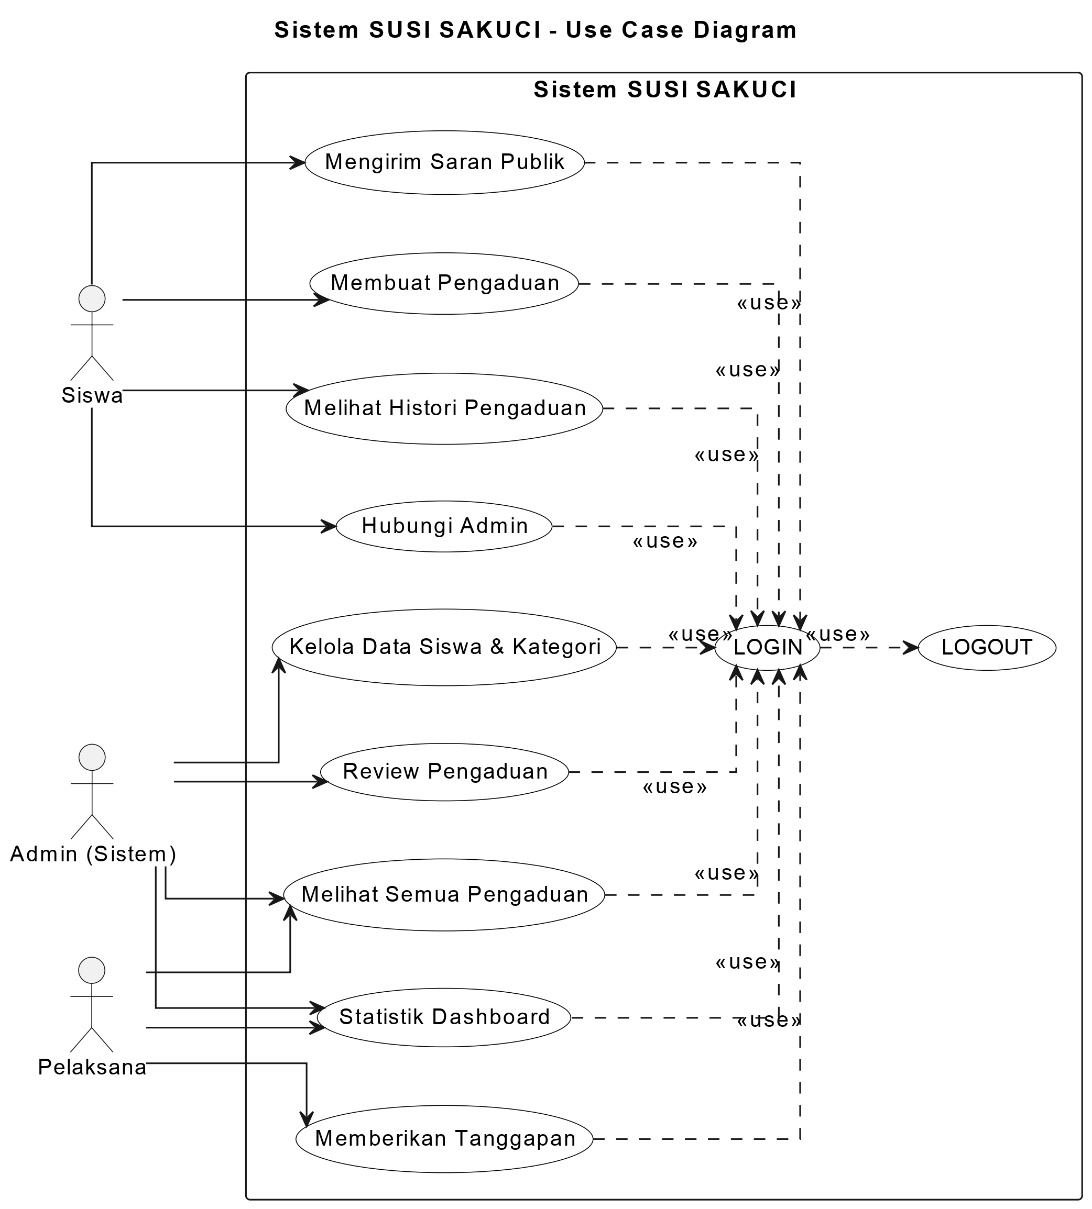 Sistem SUSI SAKUCI - Use Case Diagram
Sistem SUSI SAKUCI
Mengirim Saran Publik
Membuat Pengaduan
«use»
«use»
Siswa
Melihat Histori Pengaduan
«use»
Hubungi Admin
«use»
Kelola Data Siswa & Kategori
«use»
LOGIN
«use»
LOGOUT
Review Pengaduan
«use»
Admin (Sistem)
«use»
Melihat Semua Pengaduan
«use»
Statistik Dashboard
«use»
Pelaksana
Memberikan Tanggapan